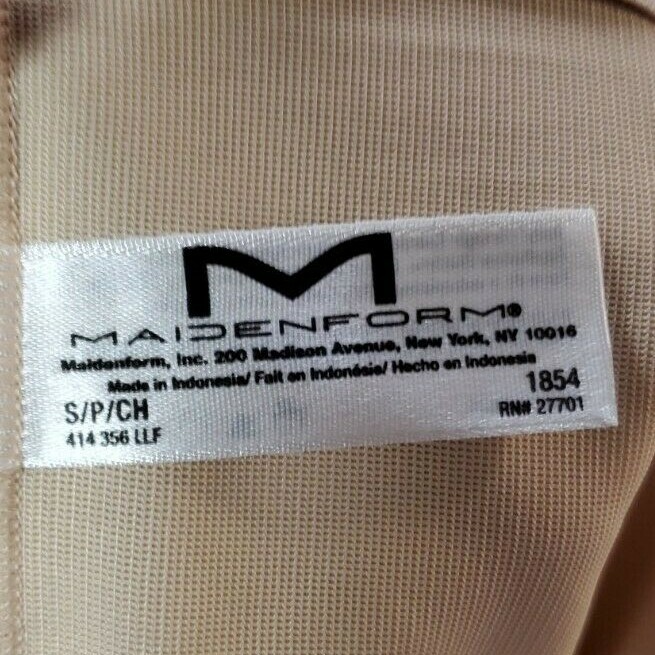 M
MAIDENFORM®
Maidenform, Inc. 200 Madison Avenue, New York, NY 10016
Made in Indonesia/ Fait en Indonésie/ Hecho en Indonesia
S/P/CH 1854
414 356 LLF RN# 27701